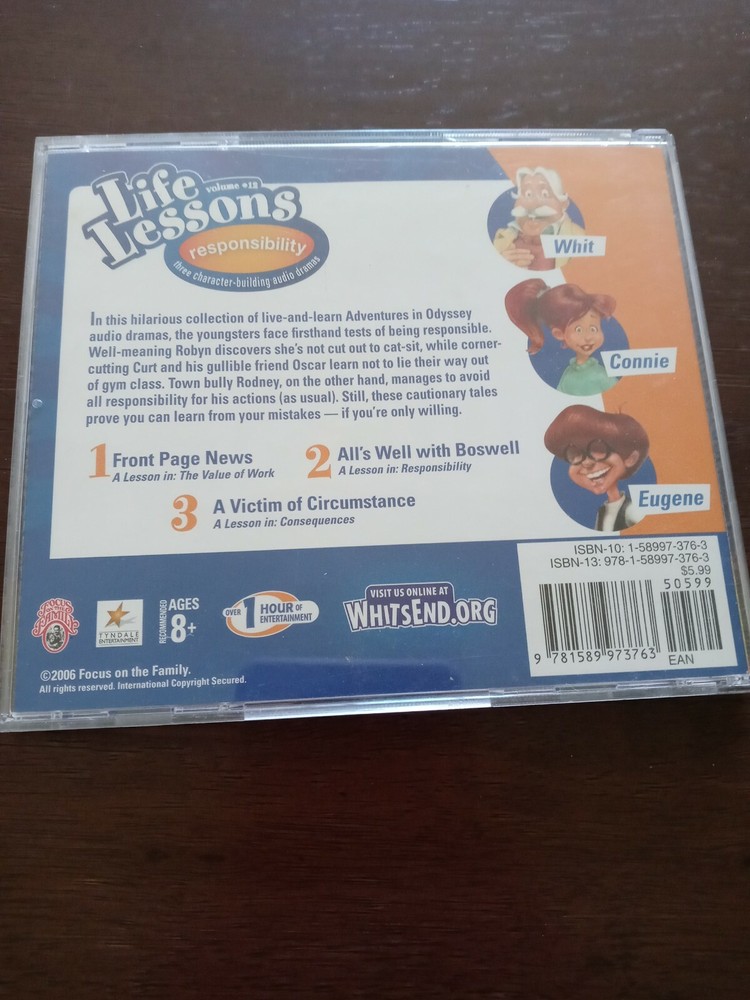 Life
volume #12
Lessons
responsibility
three character-building audio dramas
Whit
In this hilarious collection of live-and-learn Adventures in Odyssey
audio dramas, the youngsters face firsthand tests of being responsible.
Well-meaning Robyn discovers she's not cut out to cat-sit, while corner-
cutting Curt and his gullible friend Oscar learn not to lie their way out
of gym class. Town bully Rodney, on the other hand, manages to avoid
all responsibility for his actions (as usual). Still, these cautionary tales
prove you can learn from your mistakes — if you're only willing.
Connie
1 Front Page News
A Lesson in: The Value of Work
2 All's Well with Boswell
A Lesson in: Responsibility
3 A Victim of Circumstance
A Lesson in: Consequences
Eugene
ISBN-10: 1-58997-376-3
ISBN-13: 978-1-58997-376-3
$5.99
50599
9 781589 973763
EAN
TYNDALE
ENTERTAINMENT
RECOMMENDED
AGES
8+
OVER 1 HOUR OF
ENTERTAINMENT
VISIT US ONLINE AT
WHITSEND.ORG
©2006 Focus on the Family.
All rights reserved. International Copyright Secured.